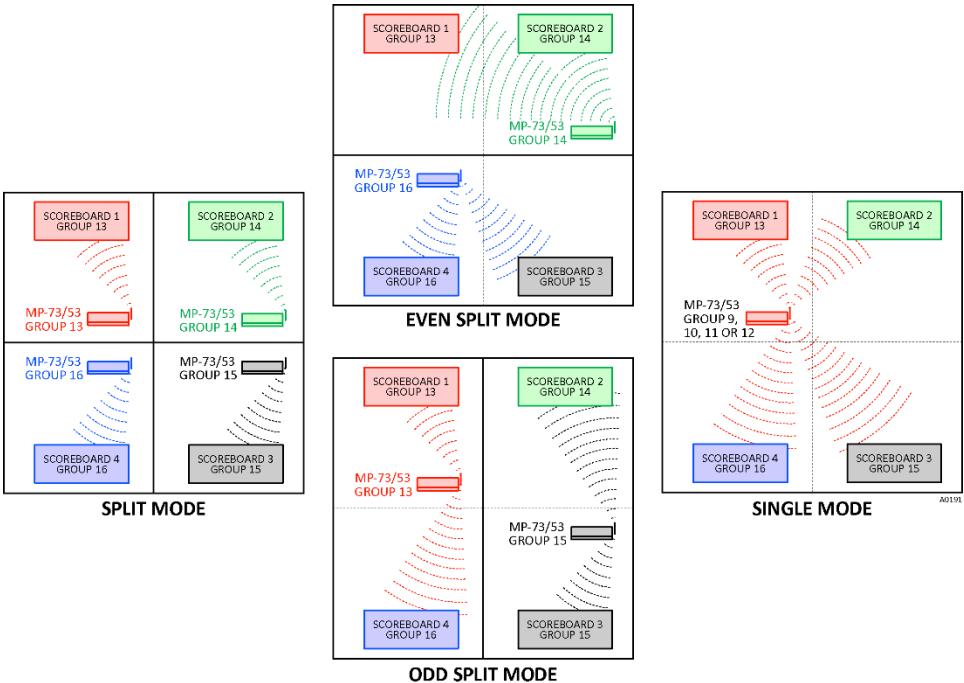 SCOREBOARD 1
GROUP 13
SCOREBOARD 2
GROUP 14
MP-73/53
GROUP 14
MP-73/53
GROUP 16
SCOREBOARD 4
GROUP 16
SCOREBOARD 3
GROUP 15
EVEN SPLIT MODE
SCOREBOARD 1
GROUP 13
SCOREBOARD 2
GROUP 14
MP-73/53
GROUP 13
MP-73/53
GROUP 14
MP-73/53
GROUP 16
MP-73/53
GROUP 15
SCOREBOARD 4
GROUP 16
SCOREBOARD 3
GROUP 15
SPLIT MODE
SCOREBOARD 1
GROUP 13
SCOREBOARD 2
GROUP 14
MP-73/53
GROUP 13
MP-73/53
GROUP 15
SCOREBOARD 4
GROUP 16
SCOREBOARD 3
GROUP 15
ODD SPLIT MODE
SCOREBOARD 1
GROUP 13
SCOREBOARD 2
GROUP 14
MP-73/53
GROUP 9,
10, 11 OR 12
SCOREBOARD 4
GROUP 16
SCOREBOARD 3
GROUP 15
A0191
SINGLE MODE